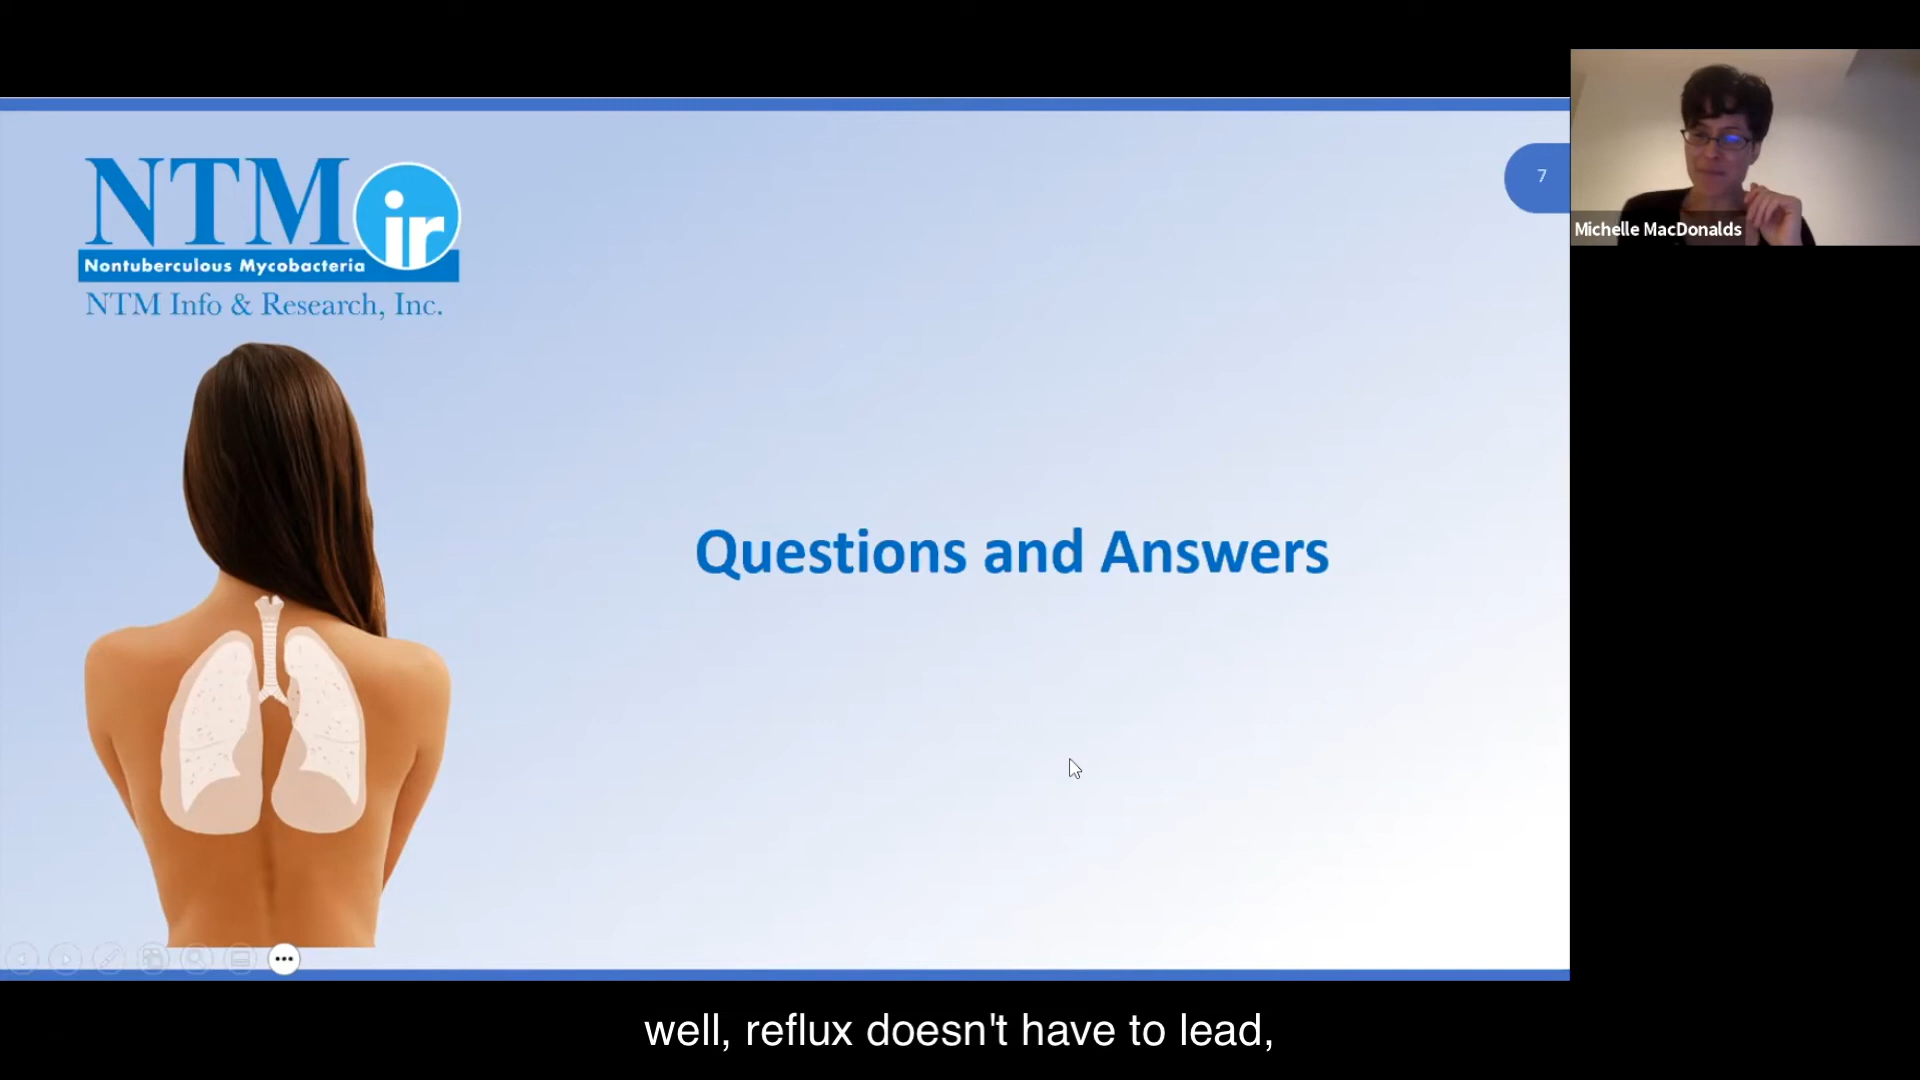 NTM ir
Nontuberculous Mycobacteria
NTM Info & Research, Inc.
7
Michelle MacDonalds
Questions and Answers
well, reflux doesn't have to lead,